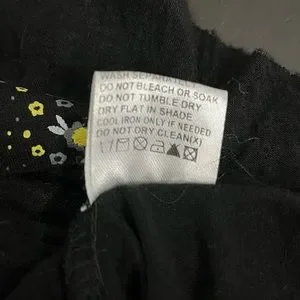 WASH SEPARATELY
DO NOT BLEACH OR SOAK
DO NOT TUMBLE DRY
DRY FLAT IN SHADE
COOL IRON ONLY IF NEEDED
DO NOT DRY CLEAN(X)